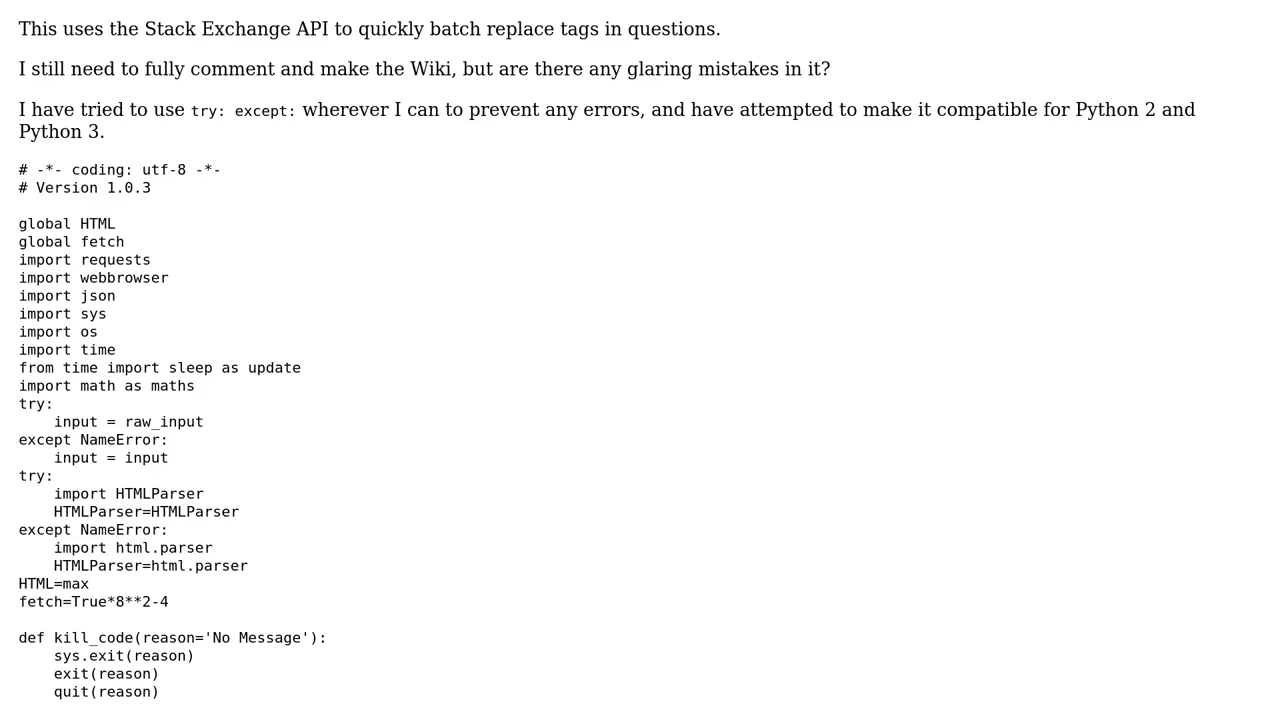 This uses the Stack Exchange API to quickly batch replace tags in questions.
I still need to fully comment and make the Wiki, but are there any glaring mistakes in it?
I have tried to use try: except: wherever I can to prevent any errors, and have attempted to make it compatible for Python 2 and
Python 3.
# -*- coding: utf-8 -*-
# Version 1.0.3
global HTML
global fetch
import requests
import webbrowser
import json
import sys
import os
import time
from time import sleep as update
import math as maths
try:
    input = raw_input
except NameError:
    input = input
try:
    import HTMLParser
    HTMLParser=HTMLParser
except NameError:
    import html.parser
    HTMLParser=html.parser
HTML=max
fetch=True*8**2-4
def kill_code(reason='No Message'):
    sys.exit(reason)
    exit(reason)
    quit(reason)